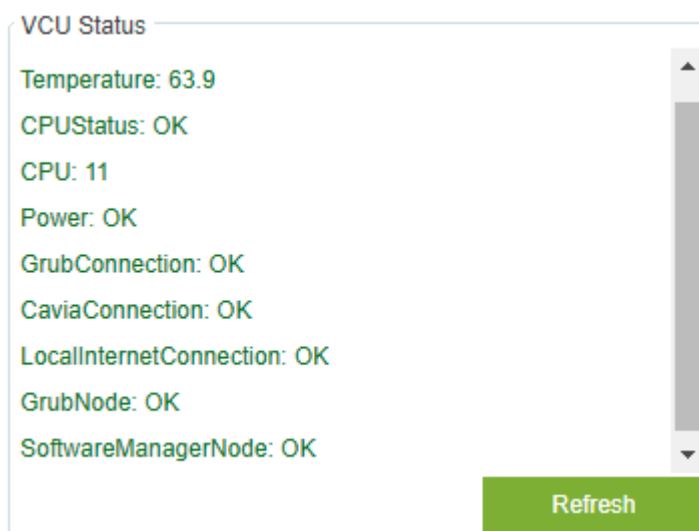 VCU Status
Temperature: 63.9
CPUStatus: OK
CPU: 11
Power: OK
GrubConnection: OK
CaviaConnection: OK
LocalInternetConnection: OK
GrubNode: OK
SoftwareManagerNode: OK
Refresh